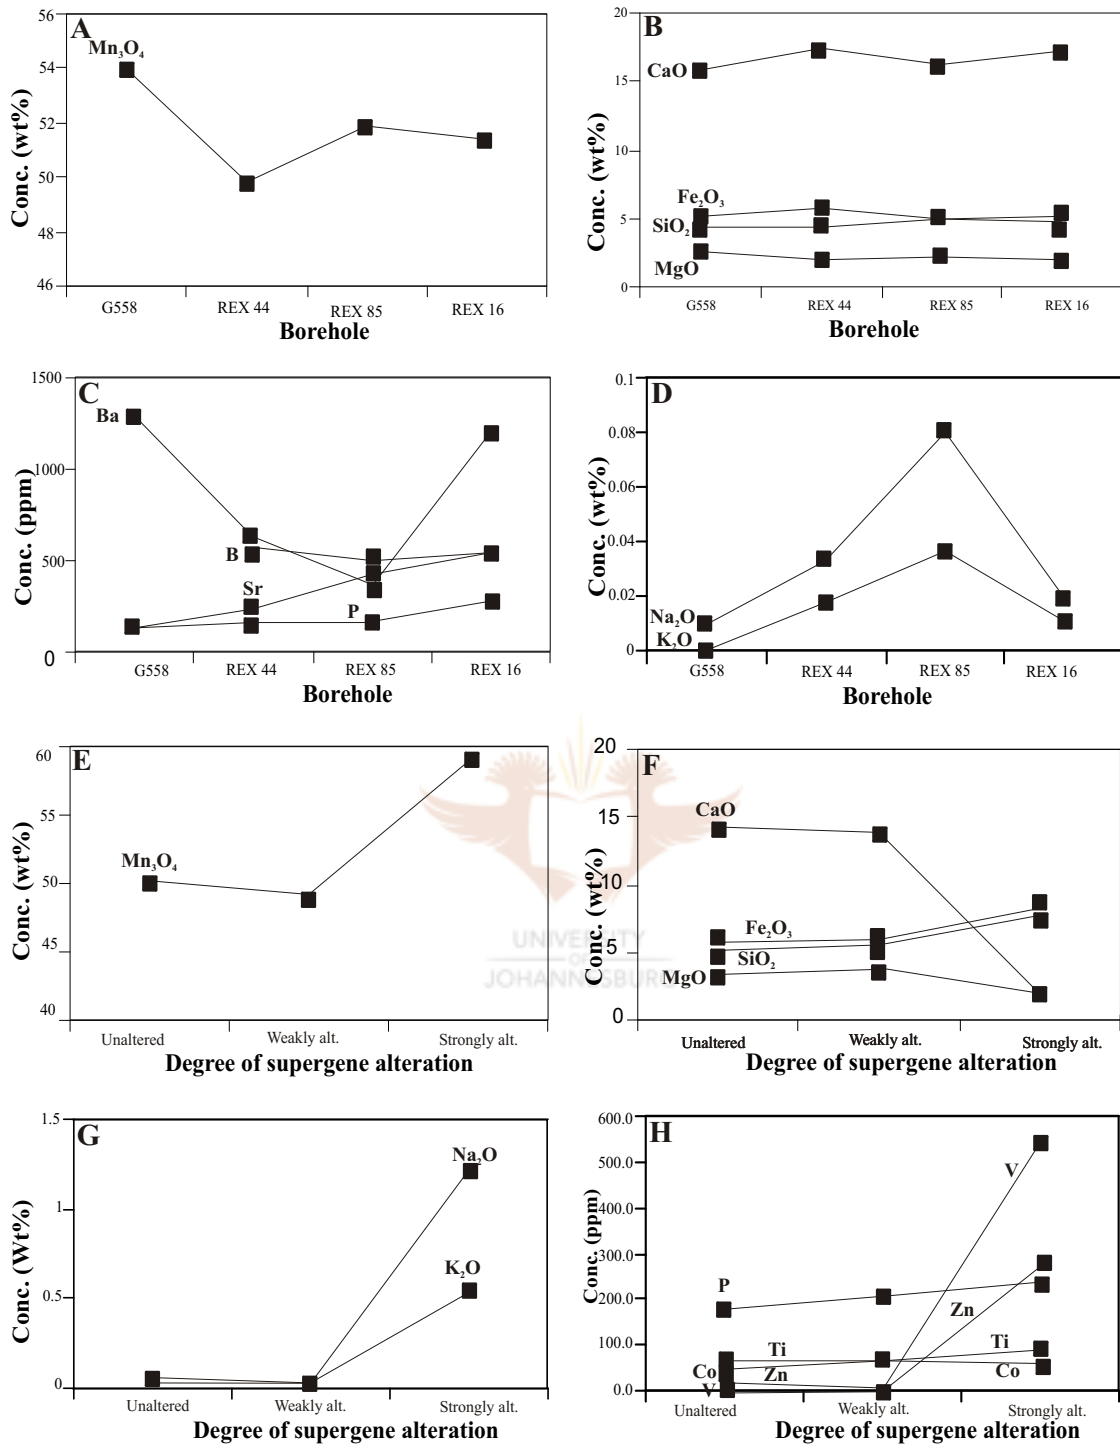 A
56
54
52
50
48
46
Conc. (wt%)
Mn₃O₄
G558 REX 44 REX 85 REX 16
Borehole
B
20
15
10
5
0
Conc. (wt%)
CaO
Fe₂O₃
SiO₂
MgO
G558 REX 44 REX 85 REX 16
Borehole
C
1500
1000
500
0
Conc. (ppm)
Ba
B
Sr
P
G558 REX 44 REX 85 REX 16
Borehole
D
0.1
0.08
0.06
0.04
0.02
0
Conc. (wt%)
Na₂O
K₂O
G558 REX 44 REX 85 REX 16
Borehole
E
60
55
50
45
40
Conc. (wt%)
Mn₃O₄
Unaltered Weakly alt. Strongly alt.
Degree of supergene alteration
F
20
15
10
5
0
Conc. (wt%)
CaO
Fe₂O₃
SiO₂
MgO
Unaltered Weakly alt. Strongly alt.
Degree of supergene alteration
UNIVERSITY
OF
JOHANNESBURG
G
1.5
1
0.5
0
Conc. (Wt%)
Na₂O
K₂O
Unaltered Weakly alt. Strongly alt.
Degree of supergene alteration
H
600.0
500.0
400.0
300.0
200.0
100.0
0.0
Conc. (ppm)
V
P
Zn
Ti Ti
Co Zn Co
V
Unaltered Weakly alt. Strongly alt.
Degree of supergene alteration